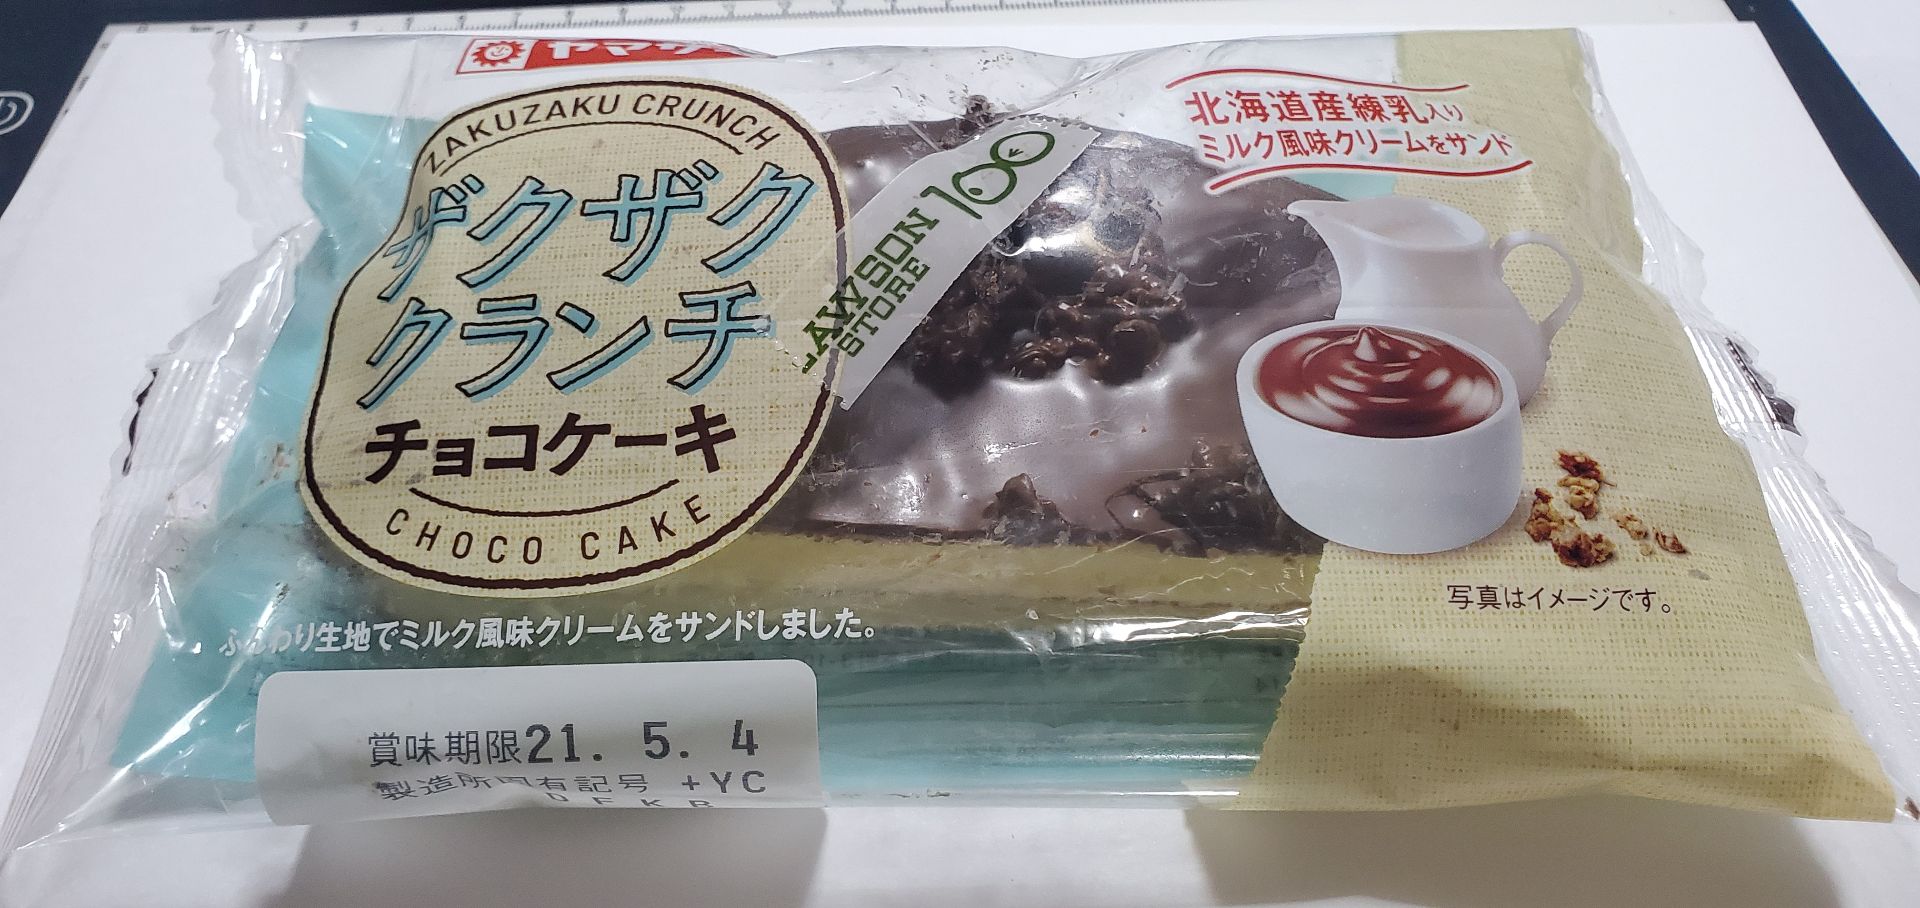 ヤマザキ
ZAKUZAKU CRUNCH
ザクザク
クランチ
チョコケーキ
CHOCO CAKE
LAWSON
STORE
100
北海道産練乳入り
ミルク風味クリームをサンド
写真はイメージです。
ふんわり生地でミルク風味クリームをサンドしました。
賞味期限21. 5. 4
製造所固有記号 +YC